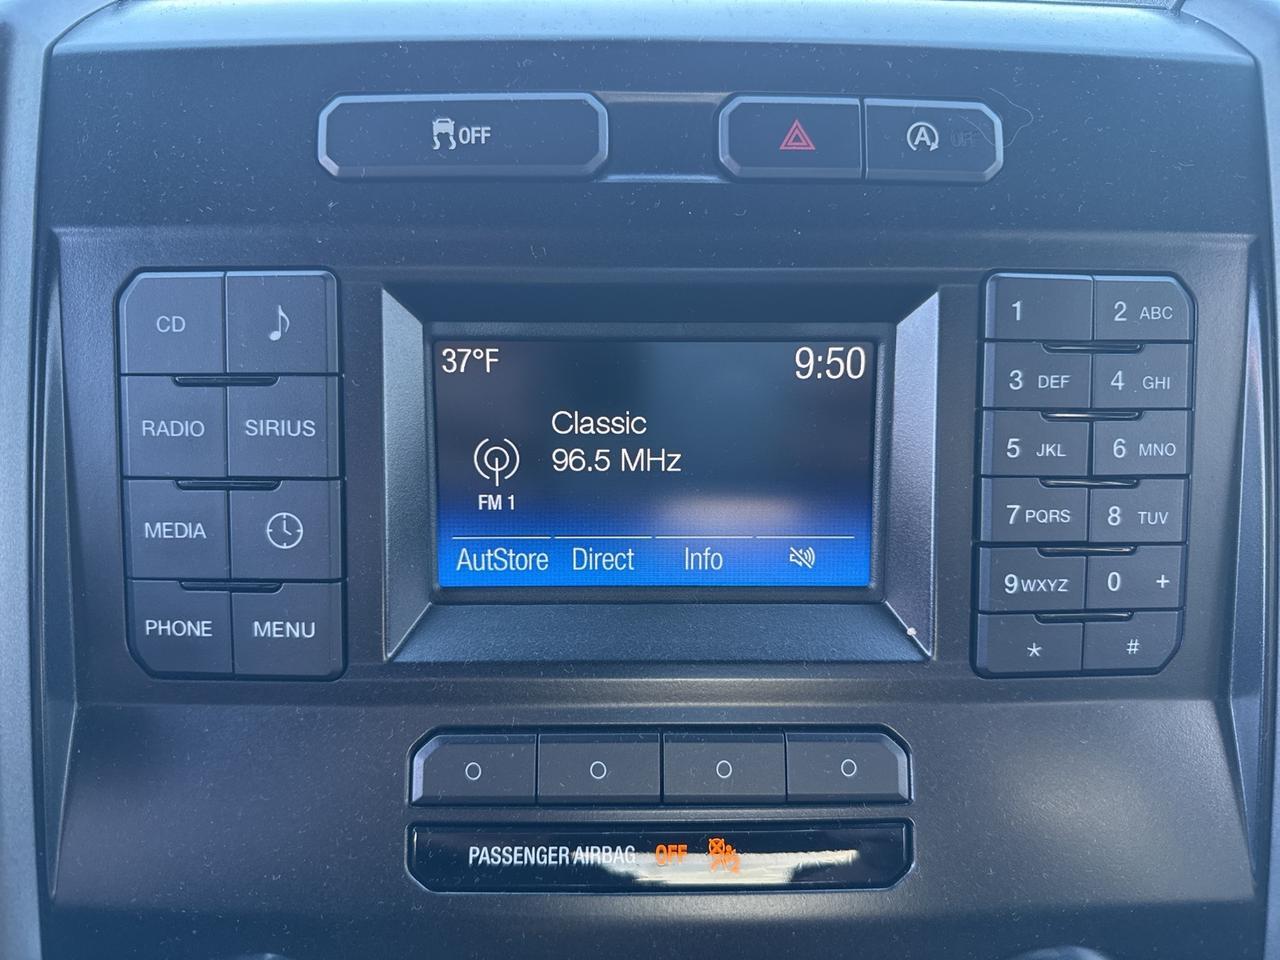 OFF
A OFF
CD
RADIO SIRIUS
MEDIA
PHONE MENU
37°F 9:50
Classic
96.5 MHz
FM 1
AutStore Direct Info
1 2 ABC
3 DEF 4 GHI
5 JKL 6 MNO
7 PQRS 8 TUV
9 WXYZ 0 +
* #
PASSENGER AIRBAG OFF